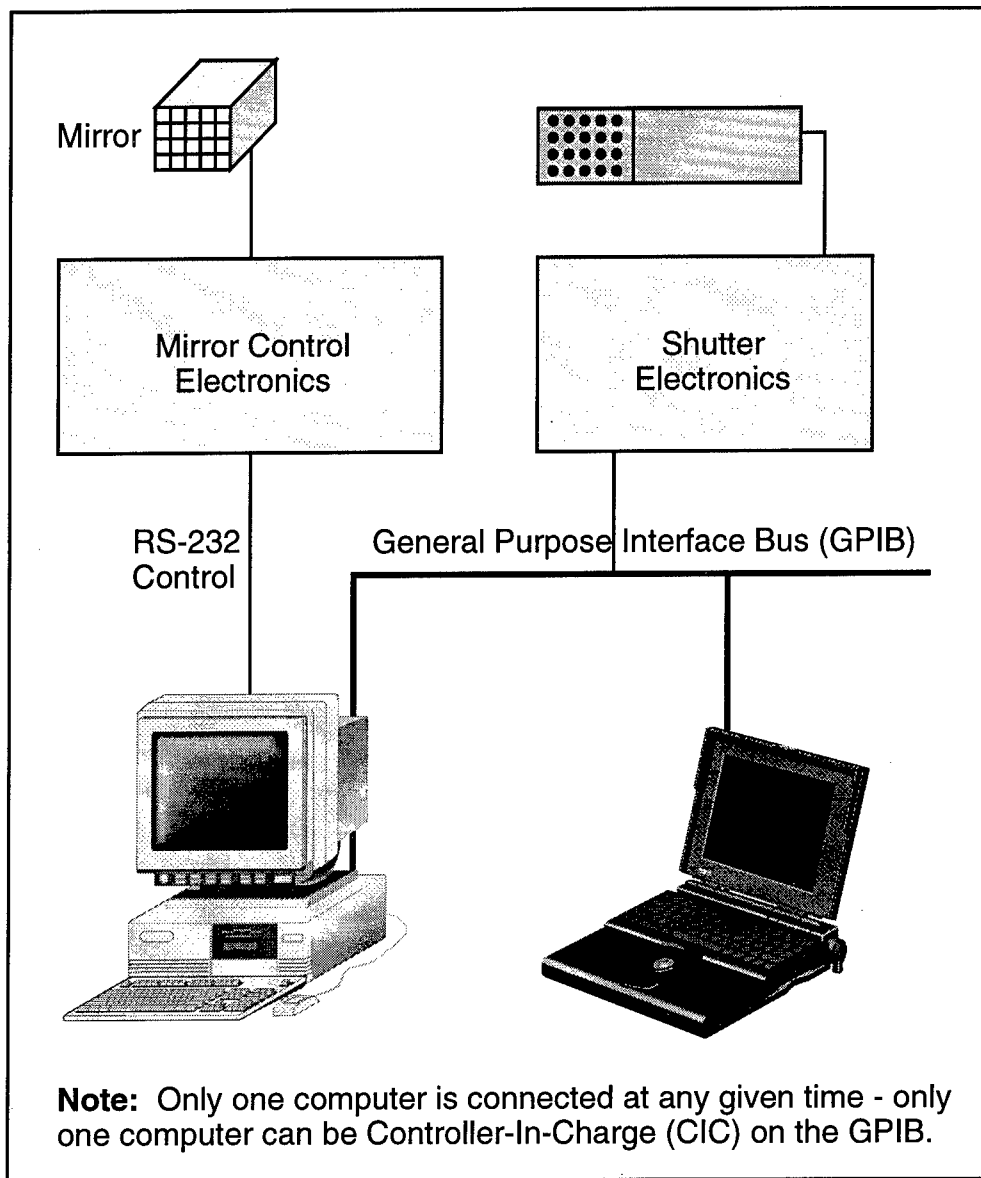 Mirror
Mirror Control
Electronics
Shutter
Electronics
RS-232
Control
General Purpose Interface Bus (GPIB)
Note: Only one computer is connected at any given time - only
one computer can be Controller-In-Charge (CIC) on the GPIB.